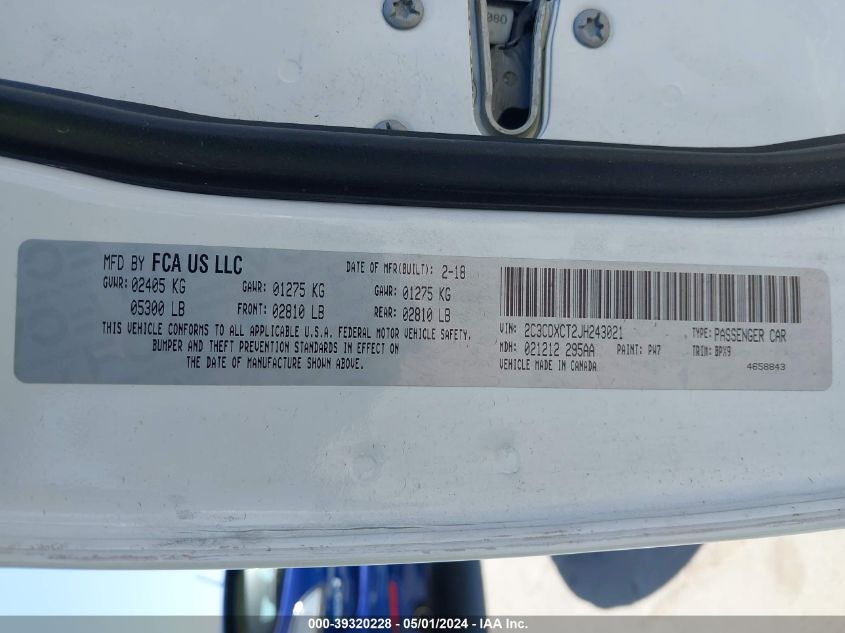 080
MFD BY FCA US LLC
DATE OF MFR(BUILT): 2-18
GVWR: 02405 KG GAWR: 01275 KG GAWR: 01275 KG
05300 LB FRONT: 02810 LB REAR: 02810 LB
THIS VEHICLE CONFORMS TO ALL APPLICABLE U.S.A. FEDERAL MOTOR VEHICLE SAFETY,
BUMPER AND THEFT PREVENTION STANDARDS IN EFFECT ON
THE DATE OF MANUFACTURE SHOWN ABOVE.
VIN: 2C3CDXCT2JH243021 TYPE: PASSENGER CAR
MDH: 021212 295AA PAINT: PW7 TRIM: BPX9
VEHICLE MADE IN CANADA 4658843
000-39320228 - 05/01/2024 - © IAA Inc.